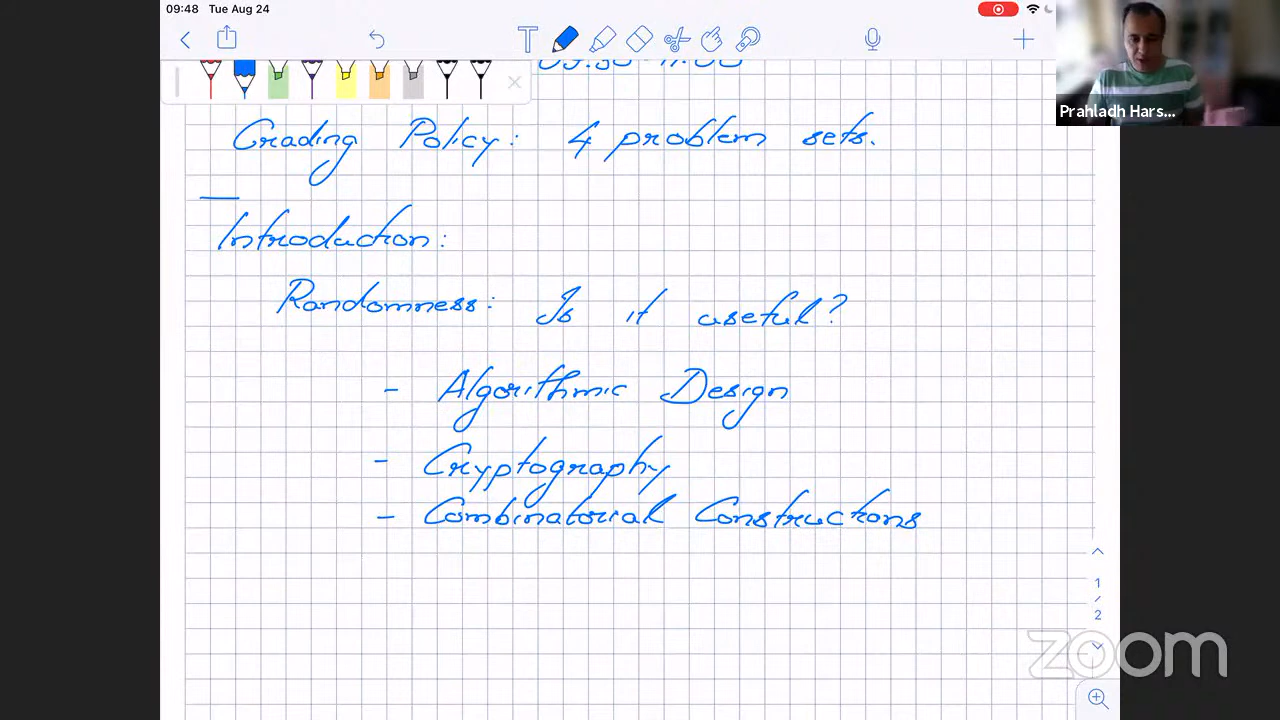 09:48 Tue Aug 24
Prahladh Hars...
Grading Policy: 4 problem sets.
Introduction:
Randomness: Is it useful?
- Algorithmic Design
- Cryptography
- Combinatorial Constructions
1
/
2
zoom